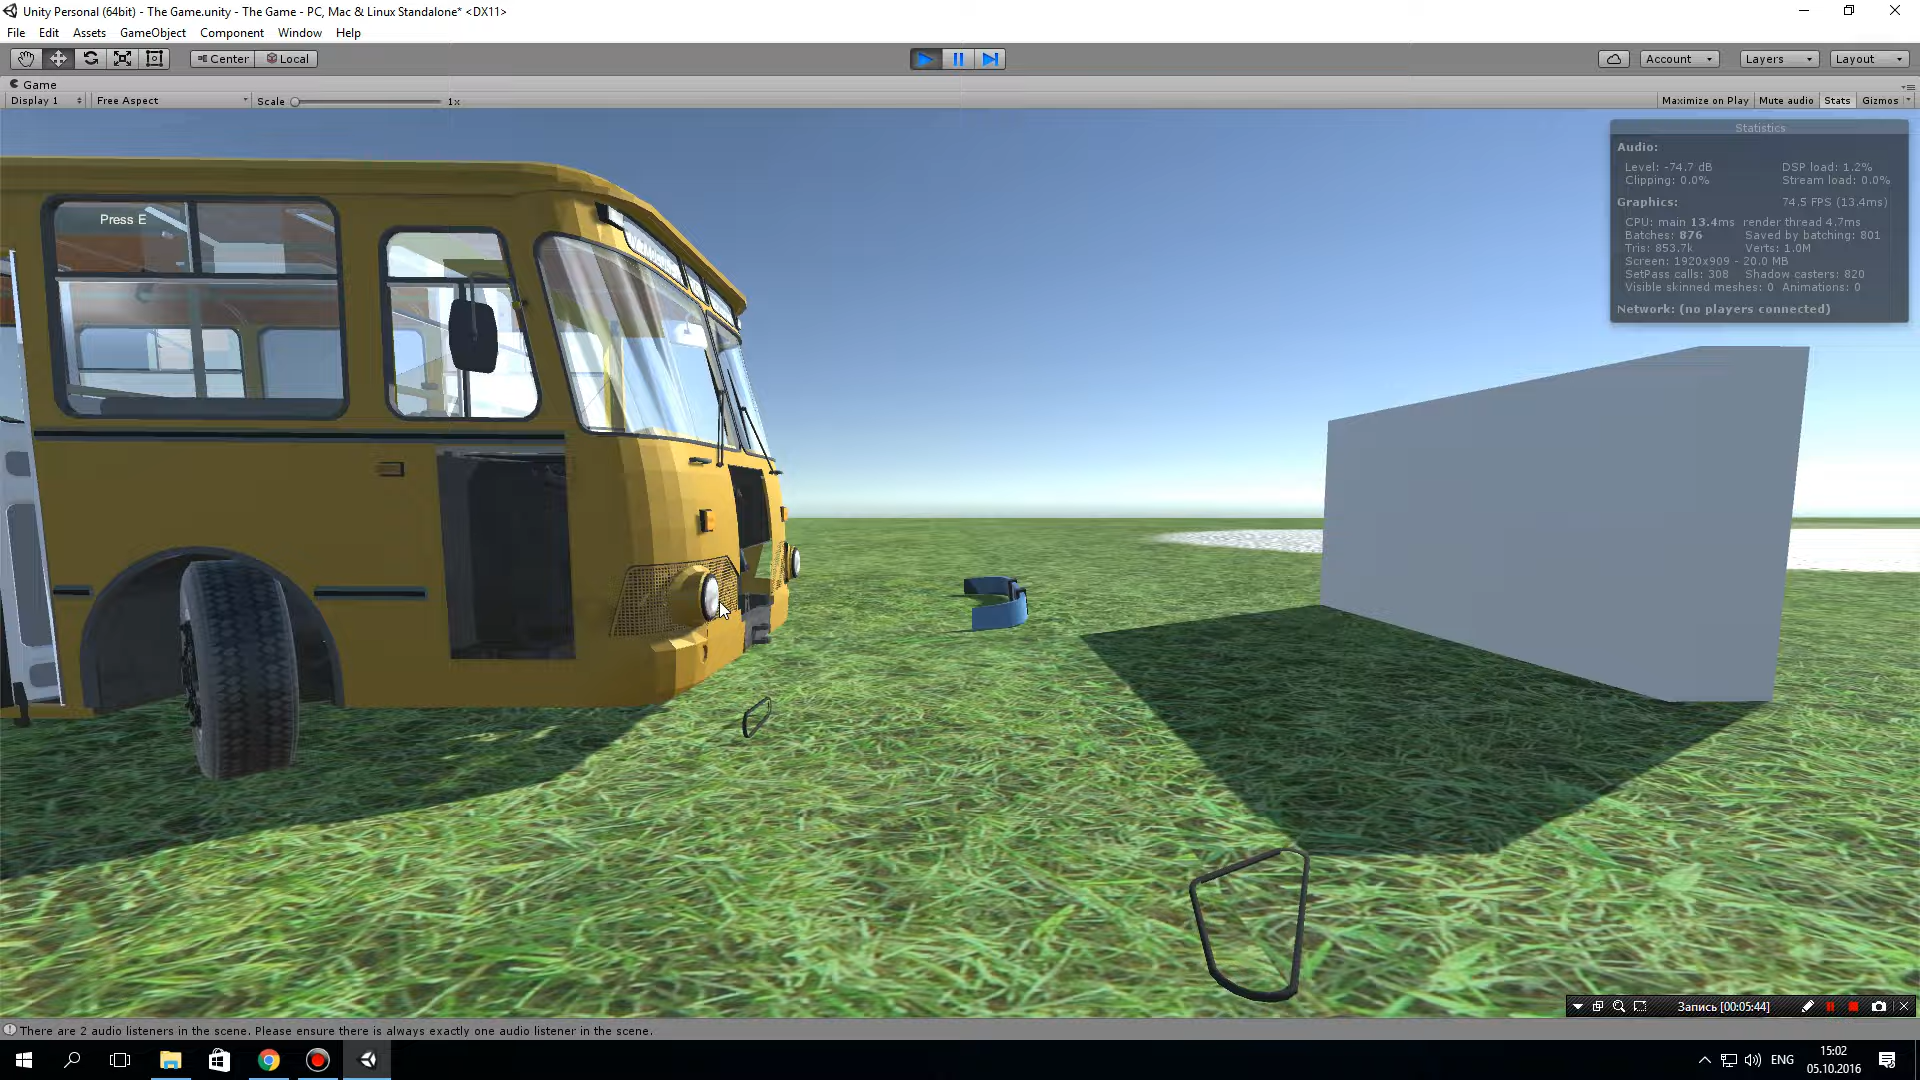 Unity Personal (64bit) - The Game.unity - The Game - PC, Mac & Linux Standalone* <DX11>
File Edit Assets GameObject Component Window Help
Center Local Account Layers Layout
Game
Display 1 Free Aspect Scale 1x Maximize on Play Mute audio Stats Gizmos
Statistics
Audio:
Level: -74.7 dB DSP load: 1.2%
Clipping: 0.0% Stream load: 0.0%
Graphics: 74.5 FPS (13.4ms)
CPU: main 13.4ms render thread 4.7ms
Batches: 876 Saved by batching: 801
Tris: 853.7k Verts: 1.0M
Screen: 1920x909 - 20.0 MB
SetPass calls: 308 Shadow casters: 820
Visible skinned meshes: 0 Animations: 0
Network: (no players connected)
Press E
Запись [00:05:44]
There are 2 audio listeners in the scene. Please ensure there is always exactly one audio listener in the scene.
ENG
15:02
05.10.2016